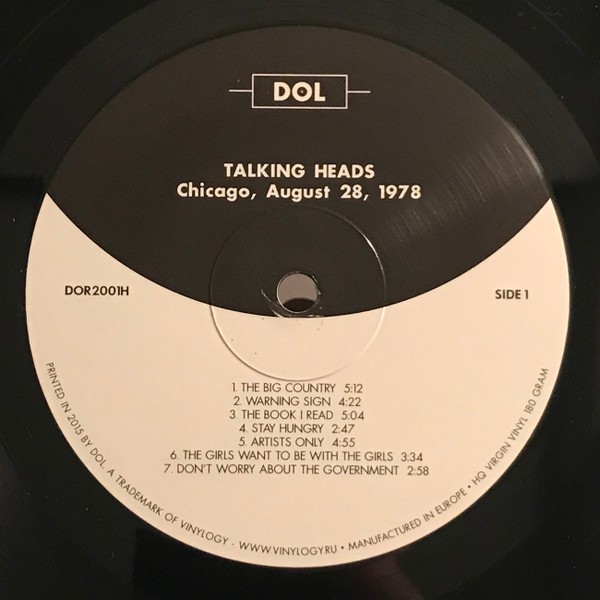 DOL
TALKING HEADS
Chicago, August 28, 1978
DOR2001H
SIDE 1
1. THE BIG COUNTRY 5:12
2. WARNING SIGN 4:22
3. THE BOOK I READ 5:04
4. STAY HUNGRY 2:47
5. ARTISTS ONLY 4:55
6. THE GIRLS WANT TO BE WITH THE GIRLS 3:34
7. DON'T WORRY ABOUT THE GOVERNMENT 2:58
PRINTED IN 2015 BY DOL. A TRADEMARK OF VINYLOGY - WWW.VINYLOGY.RU • MANUFACTURED IN EUROPE • HQ VIRGIN VINYL 180 GRAM